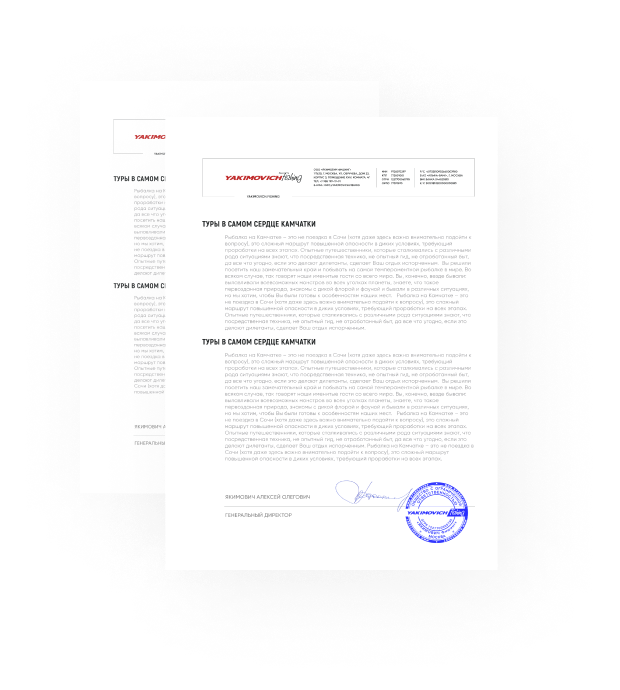 YAKIMOVICH fishing
YAKIMOVICH FISHING
ТУРЫ В САМОМ СЕРДЦЕ КАМЧАТКИ
Рыбалка на Камчатке – это не поездка в Сочи (хотя даже здесь важно внимательно подойти к
вопросу), это сложный маршрут повышенной опасности в диких условиях, требующий
проработки на всех этапах. Опытные путешественники, которые сталкивались с различными
рода ситуациями знают, что посредственная техника, не опытный гид, не отработанный быт,
да все что угодно, если это делают дилетанты, сделает Ваш отдых испорченным. Вы решили
посетить наш замечательный край и побывать на самой темпераментной рыбалке в мире. Во
всяком случае, так говорят наши именитые гости со всего мира. Вы, конечно, везде бывали
вылавливали всевозможных монстров во всех уголках планеты, знаете, что такое
первозданная природа, знакомы с дикой флорой и фауной и бывали в различных ситуациях,
но мы хотим, чтобы Вы были готовы к особенностям наших мест. Рыбалка на Камчатке – это
не поездка в Сочи (хотя даже здесь важно внимательно подойти к вопросу), это сложный
маршрут повышенной опасности в диких условиях, требующий проработки на всех этапах.
Опытные путешественники, которые сталкивались с различными рода ситуациями знают, что
посредственная техника, не опытный гид, не отработанный быт, да все что угодно, если это
делают дилетанты, сделает Ваш отдых испорченным.
ТУРЫ В САМОМ СЕРДЦЕ КАМЧАТКИ
Рыбалка на Камчатке – это не поездка в Сочи (хотя даже здесь важно внимательно подойти к
вопросу), это сложный маршрут повышенной опасности в диких условиях, требующий
проработки на всех этапах. Опытные путешественники, которые сталкивались с различными
рода ситуациями знают, что посредственная техника, не опытный гид, не отработанный быт,
да все что угодно если это делают дилетанты, сделает Ваш отдых испорченным. Вы решили
посетить наш замечательный край и побывать на самой темпераментной рыбалке в мире. Во
всяком случае, так говорят наши именитые гости со всего мира. Вы, конечно, везде бывали
вылавливали всевозможных монстров во всех уголках планеты, знаете, что такое
первозданная природа, знакомы с дикой флорой и фауной и бывали в различных ситуациях,
но мы хотим, чтобы Вы были готовы к особенностям наших мест. Рыбалка на Камчатке – это
не поездка в Сочи (хотя даже здесь важно внимательно подойти к вопросу), это сложный
маршрут повышенной опасности в диких условиях, требующий проработки на всех этапах.
Опытные путешественники, которые сталкивались с различными рода ситуациями знают, что
посредственная техника, не опытный гид, не отработанный быт, да все что угодно, если это
делают дилетанты, сделает Ваш отдых испорченным. Рыбалка на Камчатке – это не поездка в
Сочи (хотя даже здесь важно внимательно подойти к вопросу), это сложный маршрут
повышенной опасности в диких условиях, требующий проработки на всех этапах.
ЯКИМОВИЧ АЛЕКСЕЙ ОЛЕГОВИЧ
ГЕНЕРАЛЬНЫЙ ДИРЕКТОР
YAKIMOVICH fishing
МОСКВА
ТУРЫ В САМОМ
ТУРЫ В САМОМ